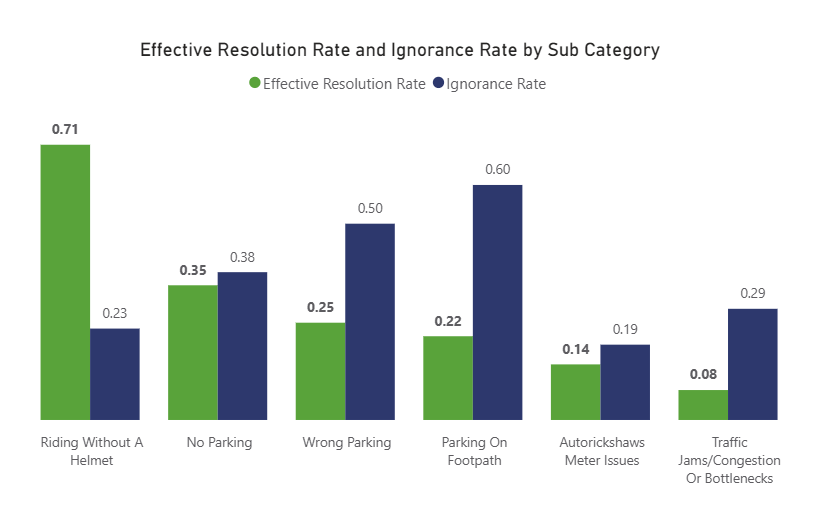 Effective Resolution Rate and Ignorance Rate by Sub Category
Effective Resolution Rate Ignorance Rate
0.71
0.23
0.35
0.38
0.25
0.50
0.22
0.60
0.14
0.19
0.08
0.29
Riding Without A
Helmet
No Parking
Wrong Parking
Parking On
Footpath
Autorickshaws
Meter Issues
Traffic
Jams/Congestion
Or Bottlenecks